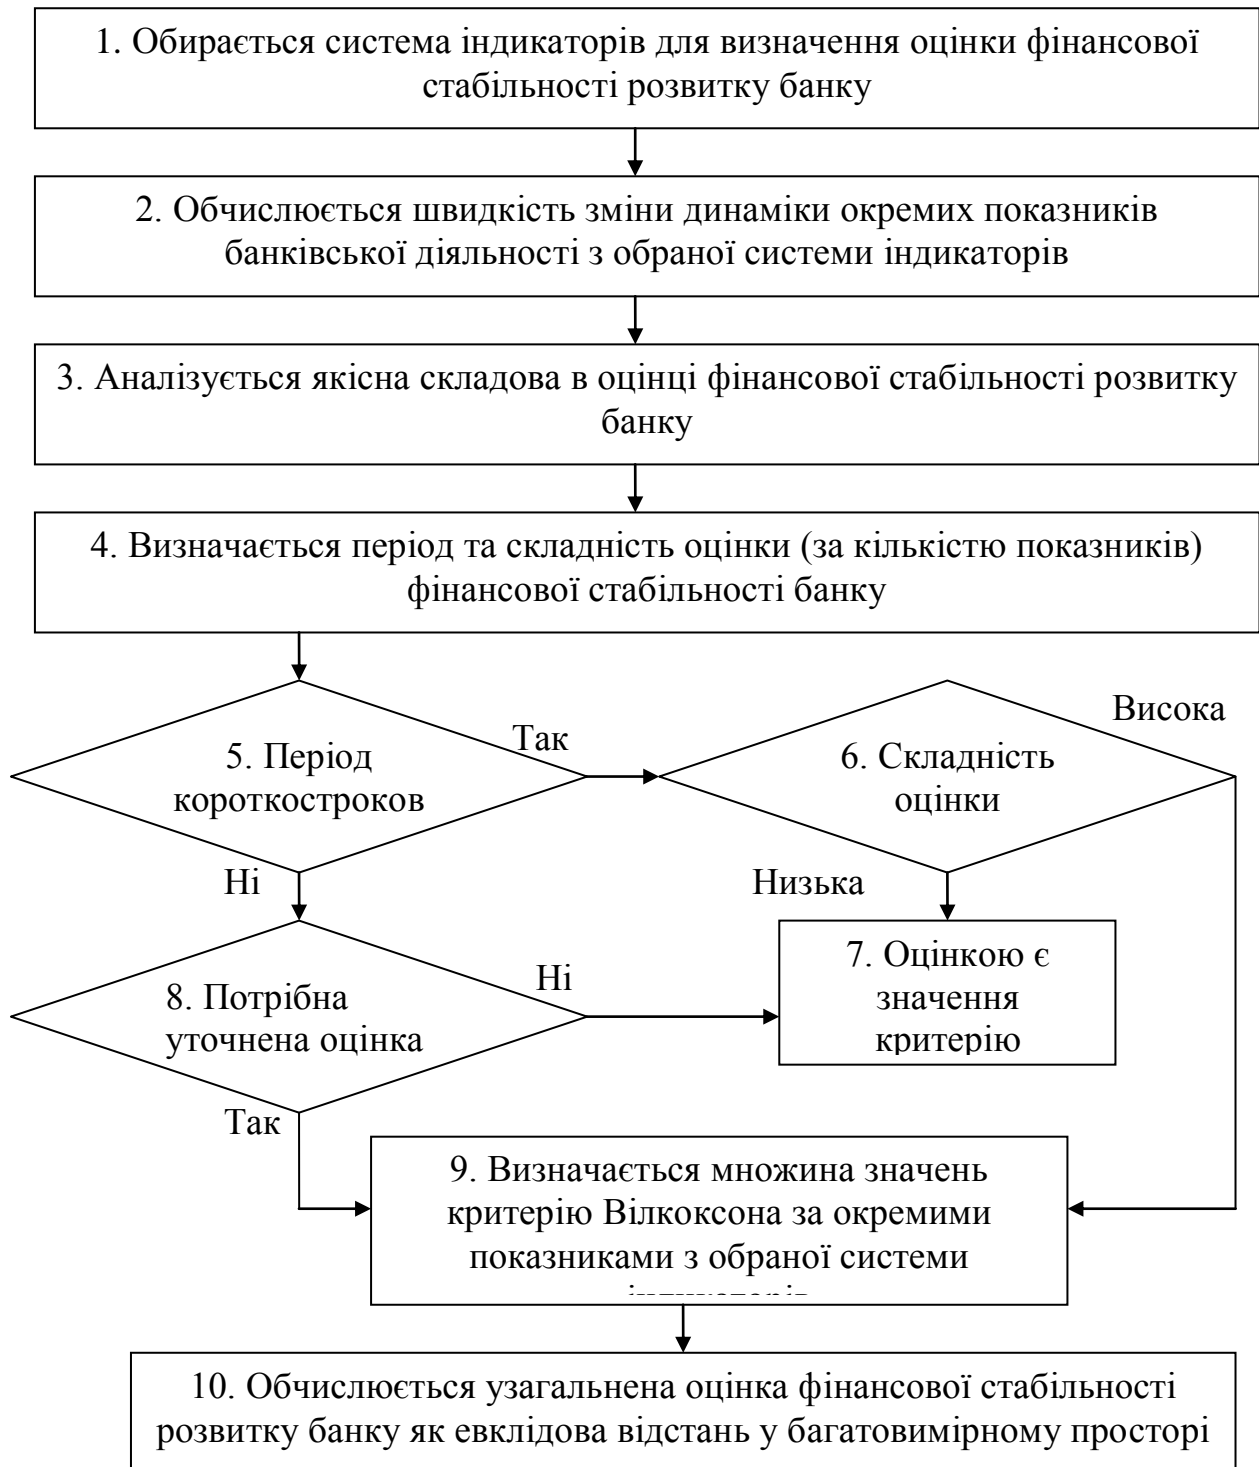 1. Обирається система індикаторів для визначення оцінки фінансової
стабільності розвитку банку
2. Обчислюється швидкість зміни динаміки окремих показників
банківської діяльності з обраної системи індикаторів
3. Аналізується якісна складова в оцінці фінансової стабільності розвитку
банку
4. Визначається період та складність оцінки (за кількістю показників)
фінансової стабільності банку
5. Період
короткостроков
Так
6. Складність
оцінки
Висока
Ні
Низька
7. Оцінкою є
значення
критерію
8. Потрібна
уточнена оцінка
Ні
Так
9. Визначається множина значень
критерію Вілкоксона за окремими
показниками з обраної системи
10. Обчислюється узагальнена оцінка фінансової стабільності
розвитку банку як евклідова відстань у багатовимірному просторі